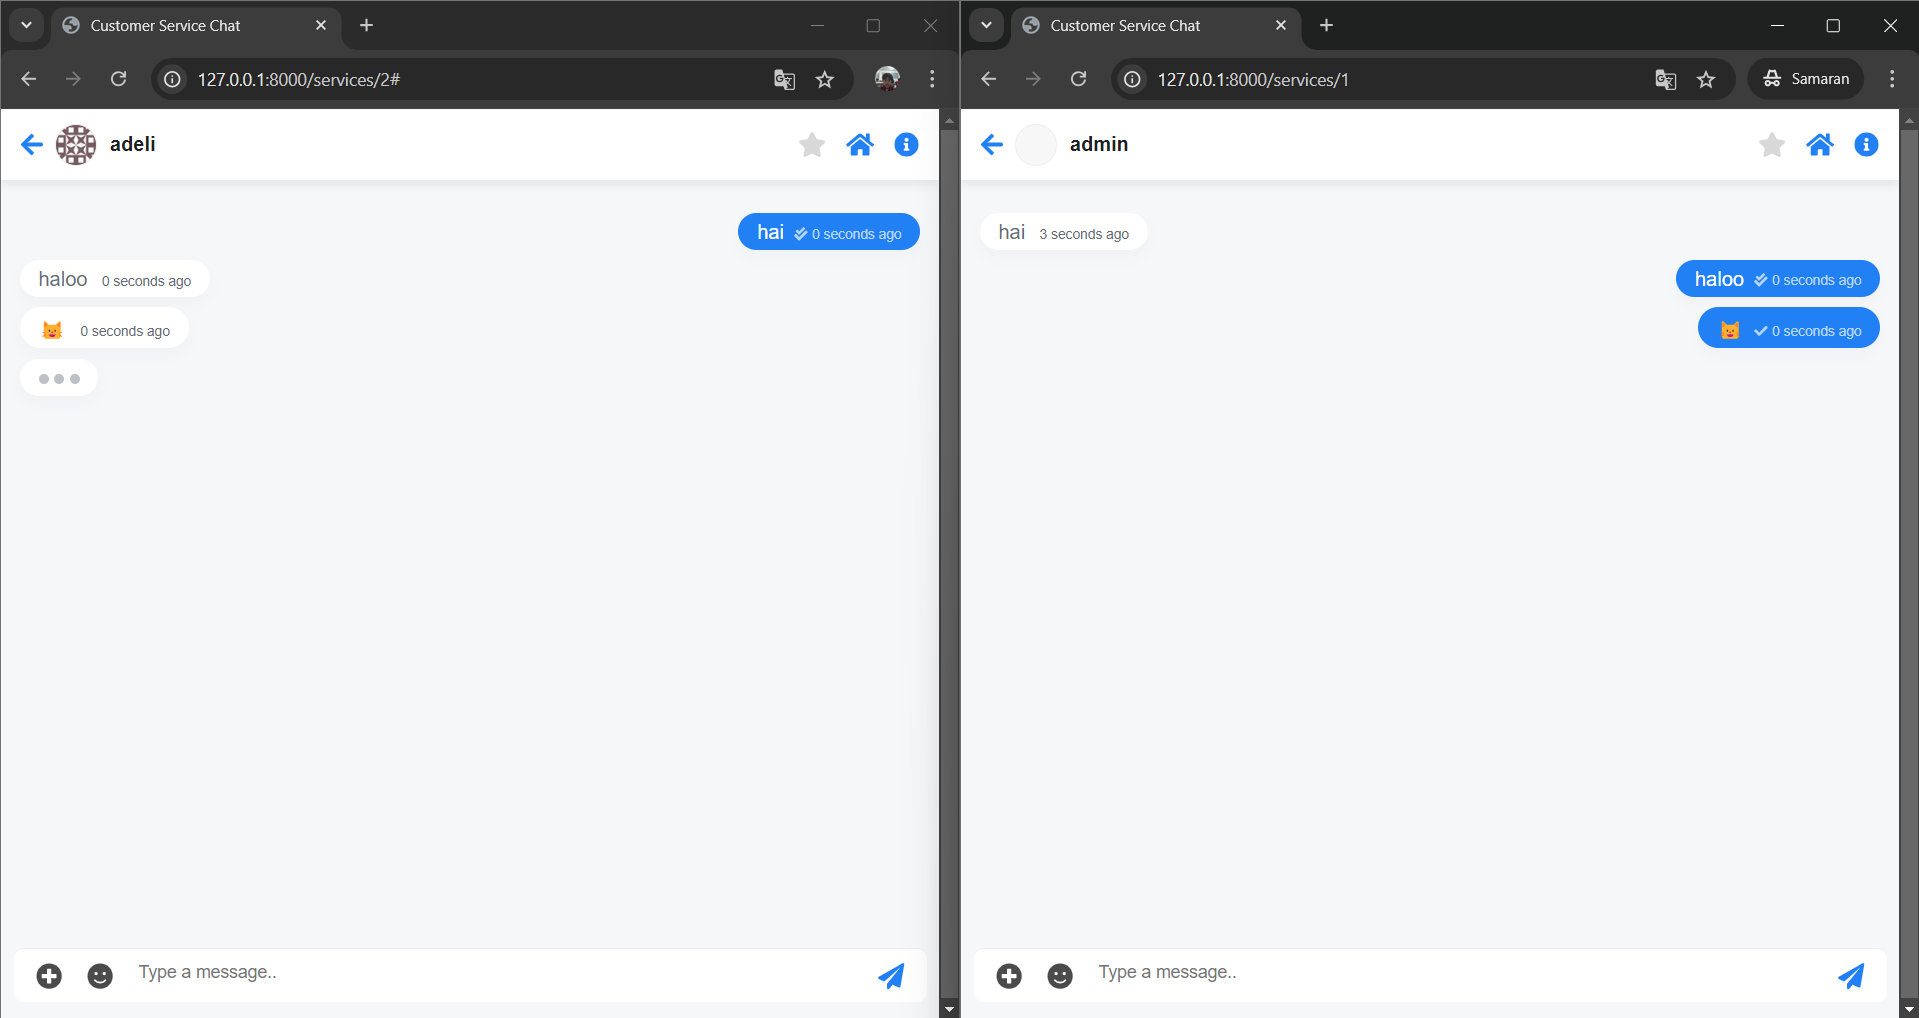 Customer Service Chat
127.0.0.1:8000/services/2#
adeli
hai 0 seconds ago
haloo 0 seconds ago
0 seconds ago
Type a message..
Customer Service Chat
127.0.0.1:8000/services/1
Samaran
admin
hai 3 seconds ago
haloo 0 seconds ago
0 seconds ago
Type a message..